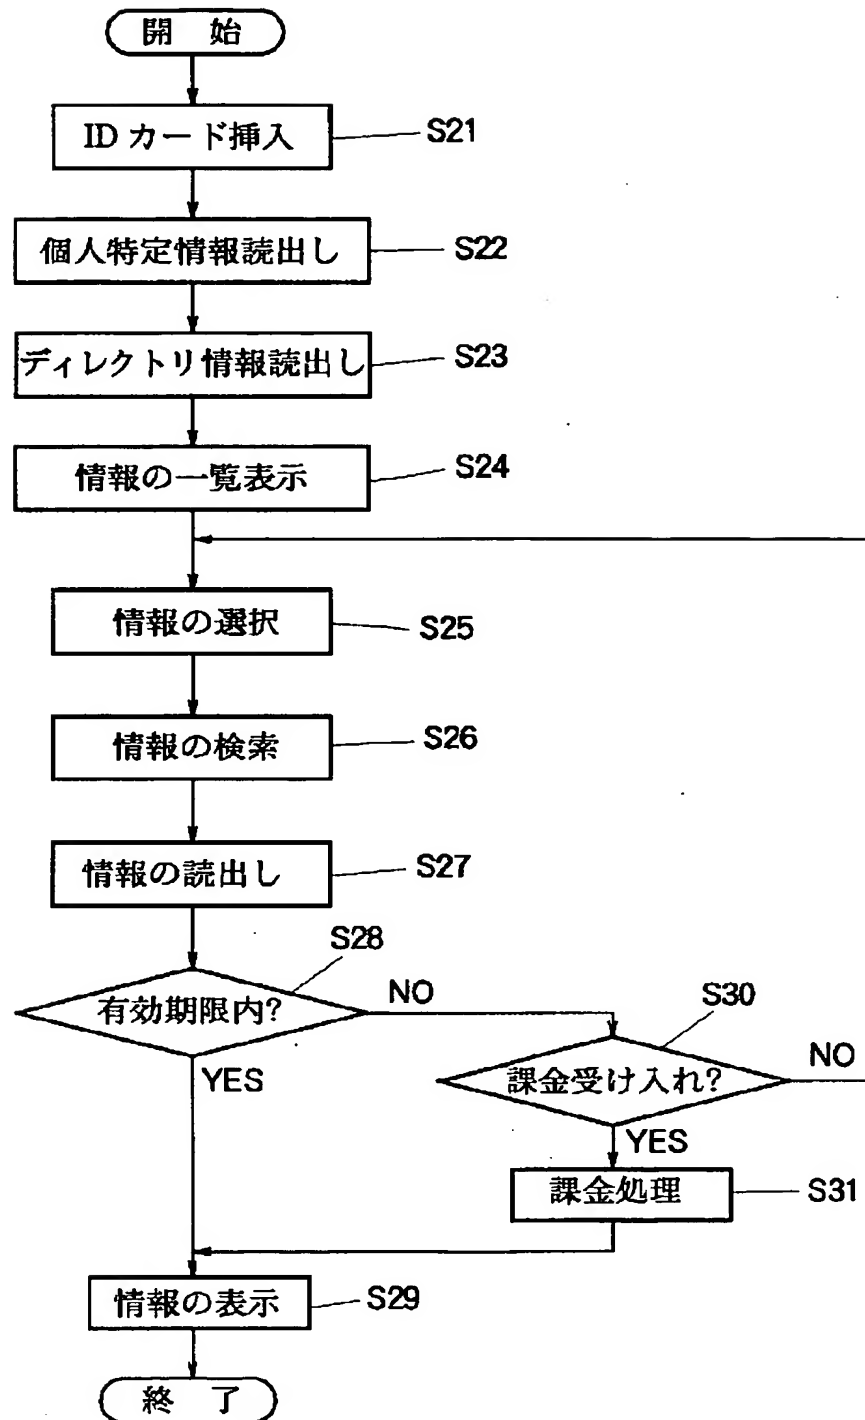 開 始
ID カード挿入
S21
個人特定情報読出し
S22
ディレクトリ情報読出し
S23
情報の一覧表示
S24
情報の選択
S25
情報の検索
S26
情報の読出し
S27
S28
有効期限内?
NO
YES
S30
課金受け入れ?
NO
YES
課金処理
S31
情報の表示
S29
終 了